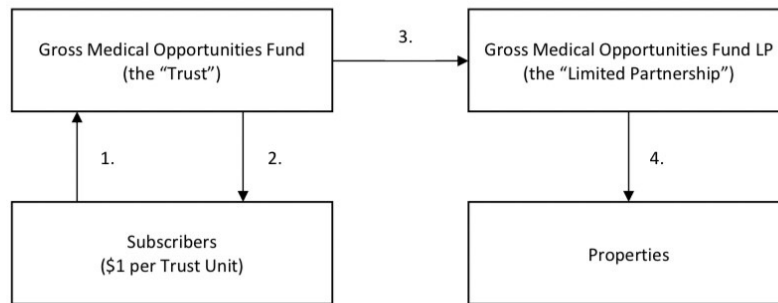 Gross Medical Opportunities Fund
(the “Trust”)
3.
Gross Medical Opportunities Fund LP
(the “Limited Partnership”)
1.
2.
4.
Subscribers
($1 per Trust Unit)
Properties